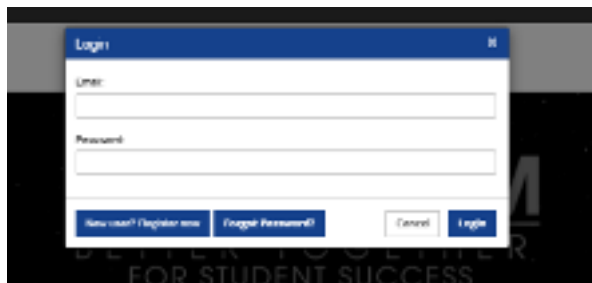 Login
Email:
Password:
New user? Register now
Forgot Password?
Cancel
Login
M
BETTER TOGETHER
FOR STUDENT SUCCESS